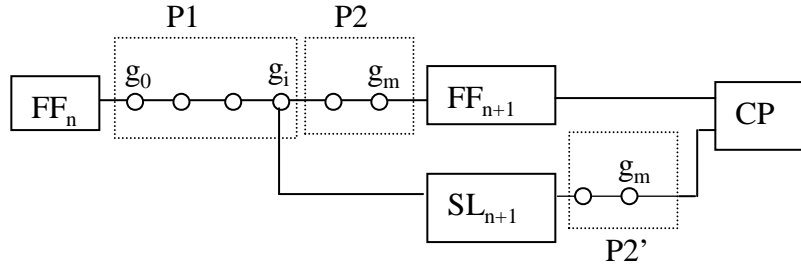 P1 P2
g₀ gᵢ gₘ
FFₙ FFₙ₊₁ CP
gₘ
SLₙ₊₁
P2’